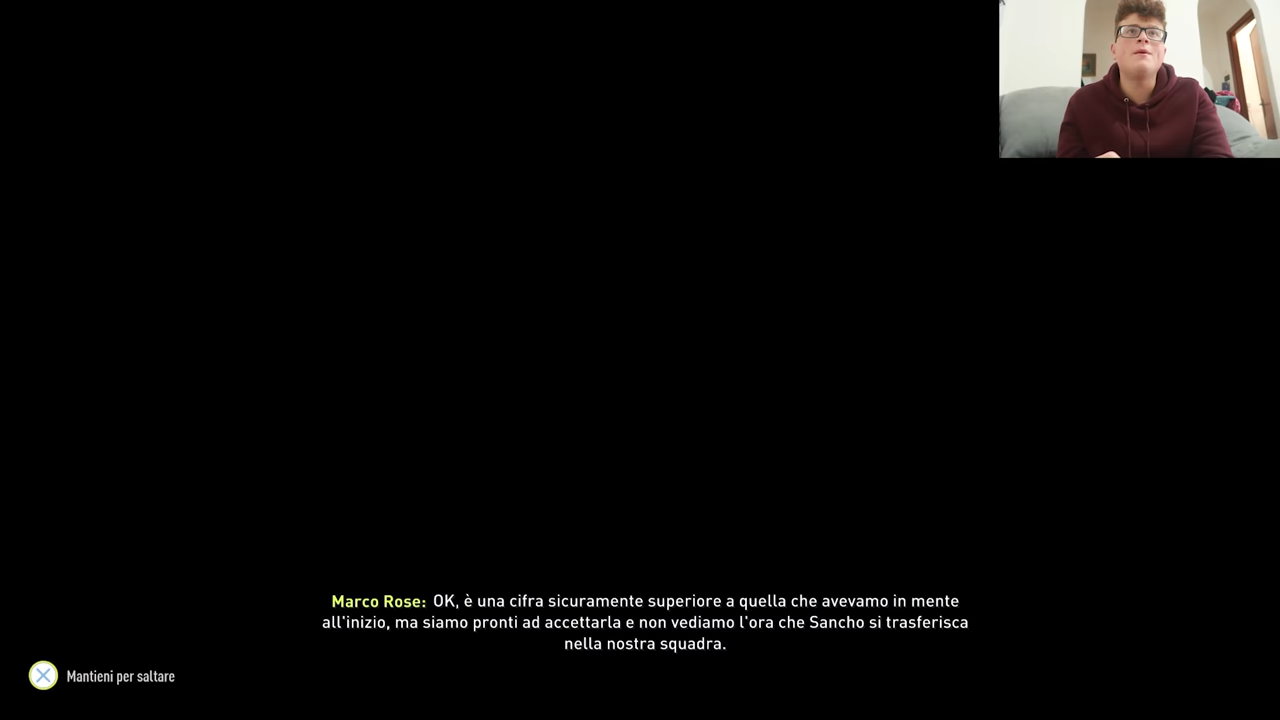 Marco Rose: OK, è una cifra sicuramente superiore a quella che avevamo in mente
all'inizio, ma siamo pronti ad accettarla e non vediamo l'ora che Sancho si trasferisca
nella nostra squadra.
Mantieni per saltare